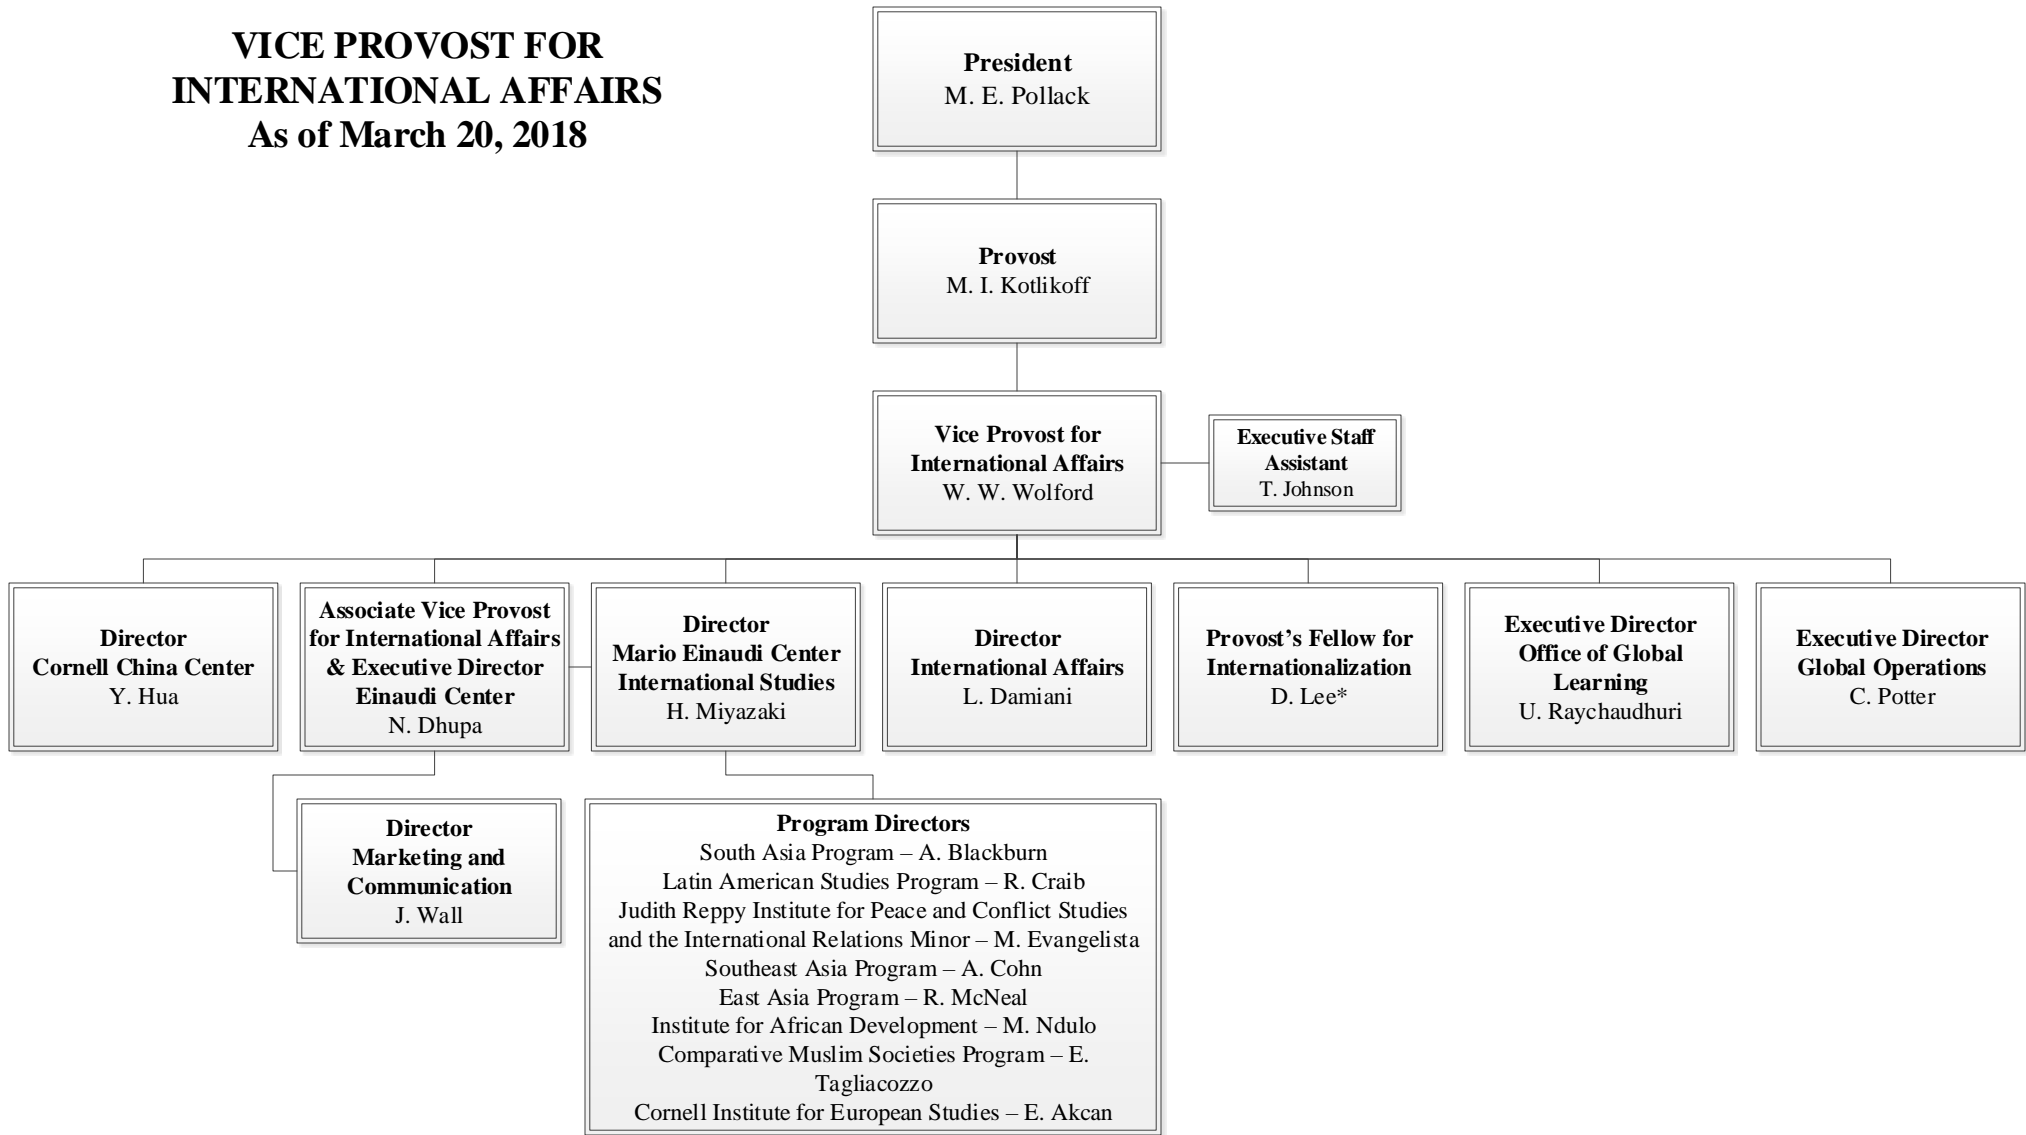 VICE PROVOST FOR
INTERNATIONAL AFFAIRS
As of March 20, 2018
President
M. E. Pollack
Provost
M. I. Kotlikoff
Vice Provost for
International Affairs
W. W. Wolford
Executive Staff
Assistant
T. Johnson
Director
Cornell China Center
Y. Hua
Associate Vice Provost
for International Affairs
& Executive Director
Einaudi Center
N. Dhupa
Director
Mario Einaudi Center
International Studies
H. Miyazaki
Director
International Affairs
L. Damiani
Provost’s Fellow for
Internationalization
D. Lee*
Executive Director
Office of Global
Learning
U. Raychaudhuri
Executive Director
Global Operations
C. Potter
Director
Marketing and
Communication
J. Wall
Program Directors
South Asia Program – A. Blackburn
Latin American Studies Program – R. Craib
Judith Reppy Institute for Peace and Conflict Studies
and the International Relations Minor – M. Evangelista
Southeast Asia Program – A. Cohn
East Asia Program – R. McNeal
Institute for African Development – M. Ndulo
Comparative Muslim Societies Program – E.
Tagliacozzo
Cornell Institute for European Studies – E. Akcan